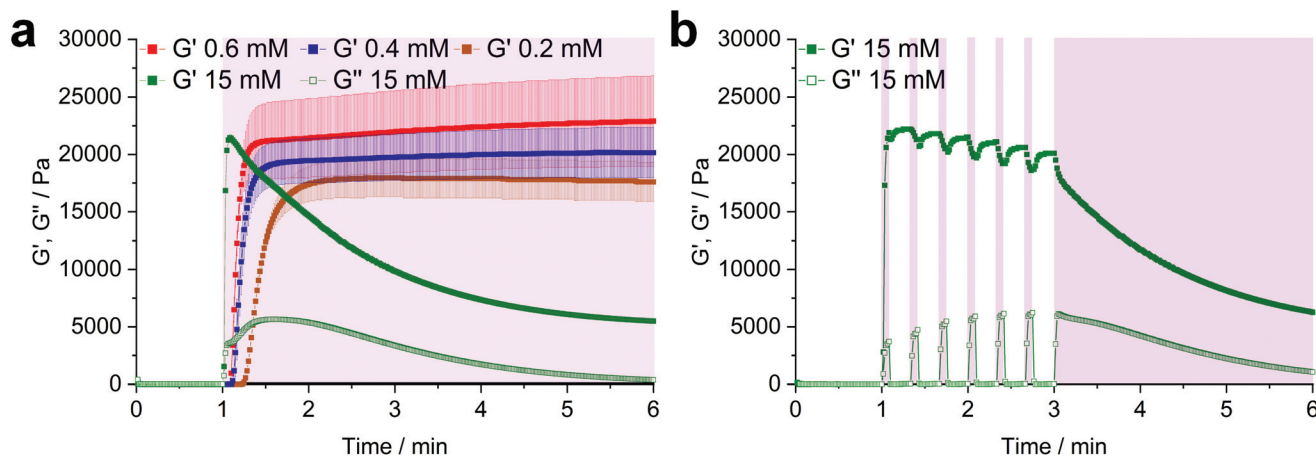 a
30000
25000
20000
15000
10000
5000
0
G', G'' / Pa
G' 0.6 mM G' 0.4 mM G' 0.2 mM
G' 15 mM G'' 15 mM
0 1 2 3 4 5 6
Time / min
b
30000
25000
20000
15000
10000
5000
0
G', G'' / Pa
G' 15 mM
G'' 15 mM
0 1 2 3 4 5 6
Time / min